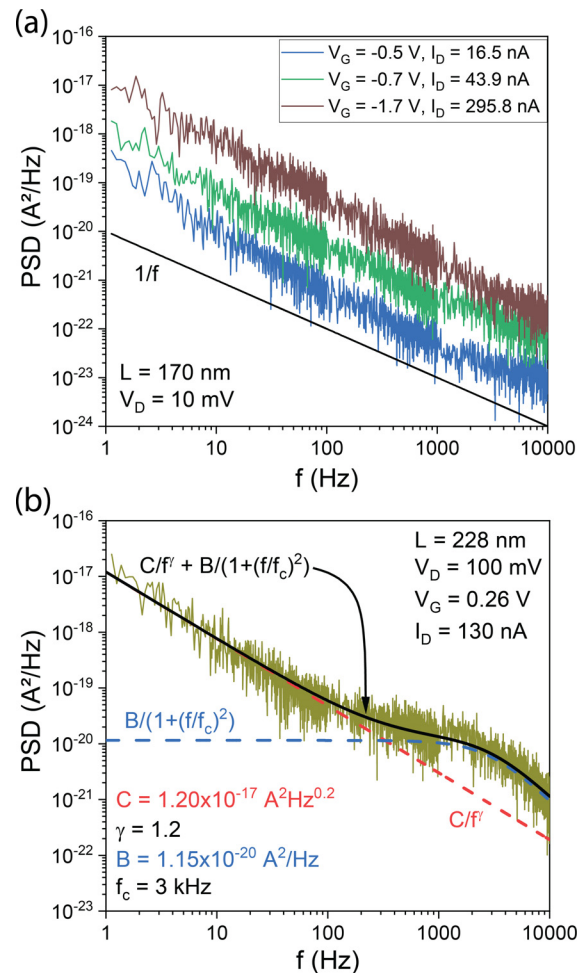 (a)
10⁻¹⁶
10⁻¹⁷
10⁻¹⁸
10⁻¹⁹
10⁻²⁰
10⁻²¹
10⁻²²
10⁻²³
10⁻²⁴
PSD (A²/Hz)
V_G = -0.5 V, I_D = 16.5 nA
V_G = -0.7 V, I_D = 43.9 nA
V_G = -1.7 V, I_D = 295.8 nA
1/f
L = 170 nm
V_D = 10 mV
1 10 100 1000 10000
f (Hz)
(b)
10⁻¹⁶
10⁻¹⁷
10⁻¹⁸
10⁻¹⁹
10⁻²⁰
10⁻²¹
10⁻²²
10⁻²³
PSD (A²/Hz)
C/f^γ + B/(1+(f/f_c)²)
L = 228 nm
V_D = 100 mV
V_G = 0.26 V
I_D = 130 nA
B/(1+(f/f_c)²)
C = 1.20x10⁻¹⁷ A²Hz^0.2
γ = 1.2
B = 1.15x10⁻²⁰ A²/Hz
f_c = 3 kHz
C/f^γ
1 10 100 1000 10000
f (Hz)